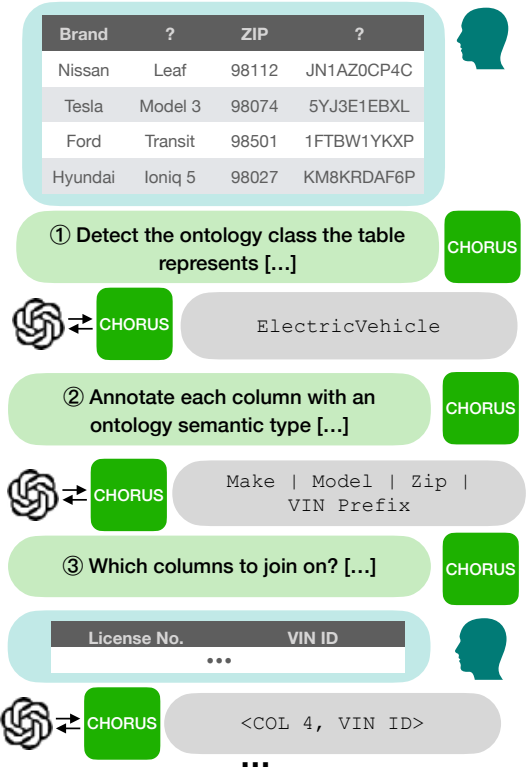 Brand ? ZIP ?
Nissan Leaf 98112 JN1AZ0CP4C
Tesla Model 3 98074 5YJ3E1EBXL
Ford Transit 98501 1FTBW1YKXP
Hyundai Ioniq 5 98027 KM8KRDAF6P
① Detect the ontology class the table
represents […]
CHORUS
CHORUS
ElectricVehicle
② Annotate each column with an
ontology semantic type […]
CHORUS
CHORUS
Make | Model | Zip |
VIN Prefix
③ Which columns to join on? […]
CHORUS
License No. VIN ID
•••
CHORUS
<COL 4, VIN ID>
...